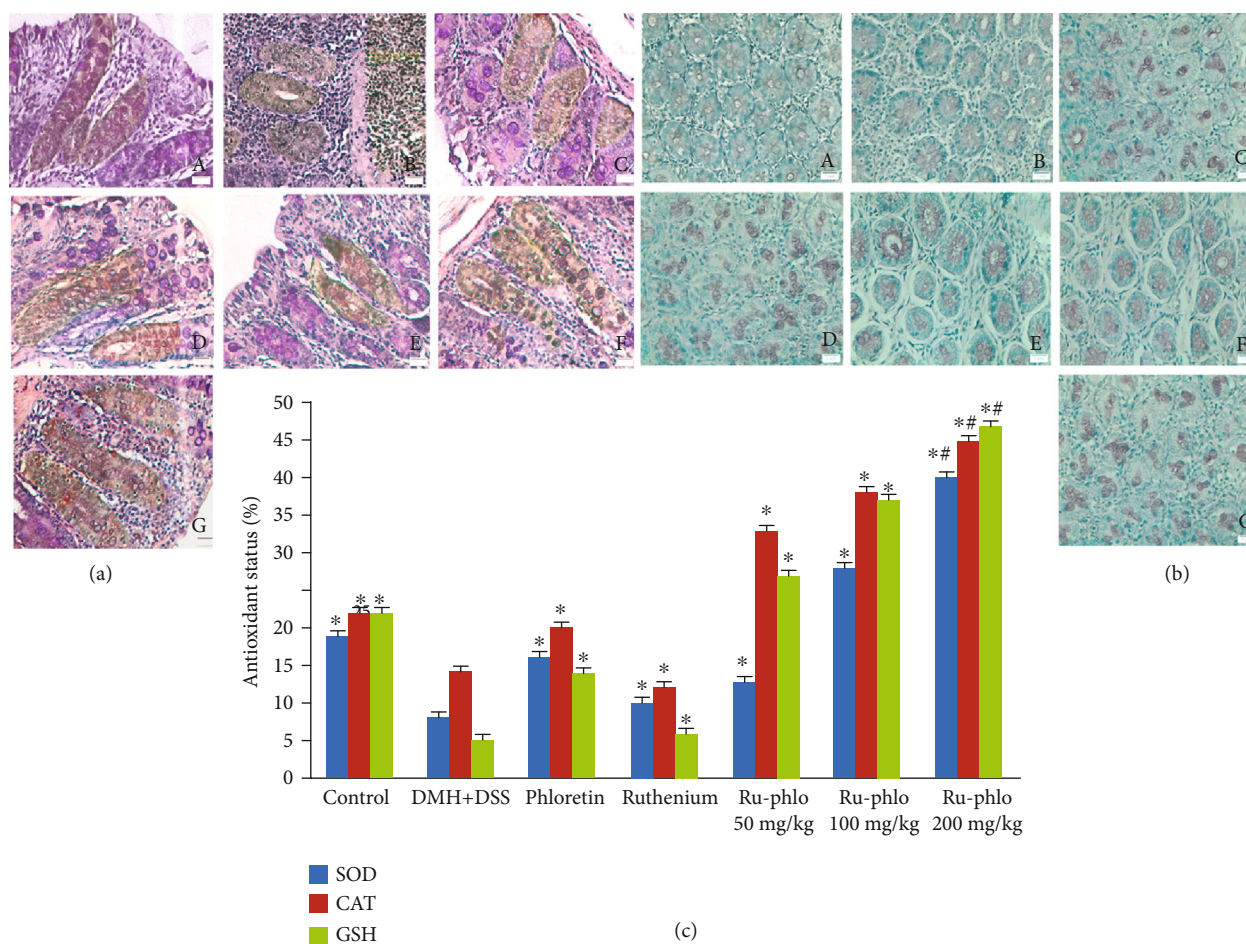 A
B
C
D
E
F
G
(a)
A
B
C
D
E
F
G
(b)
50
45
40
35
30
25
20
15
10
5
0
Antioxidant status (%)
* * *
* * *
* * *
* * *
* * *
*# *# *#
Control DMH+DSS Phloretin Ruthenium Ru-phlo Ru-phlo Ru-phlo
50 mg/kg 100 mg/kg 200 mg/kg
SOD
CAT
GSH
(c)